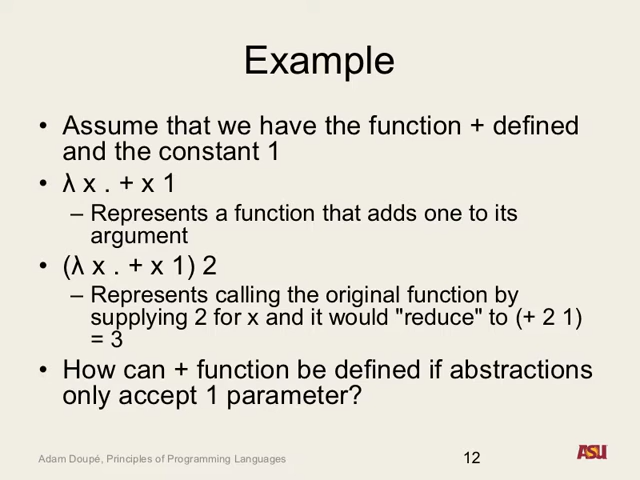 Example
• Assume that we have the function + defined
and the constant 1
• λ x . + x 1
– Represents a function that adds one to its
argument
• (λ x . + x 1) 2
– Represents calling the original function by
supplying 2 for x and it would "reduce" to (+ 2 1)
= 3
• How can + function be defined if abstractions
only accept 1 parameter?
Adam Doupé, Principles of Programming Languages
12
ASU